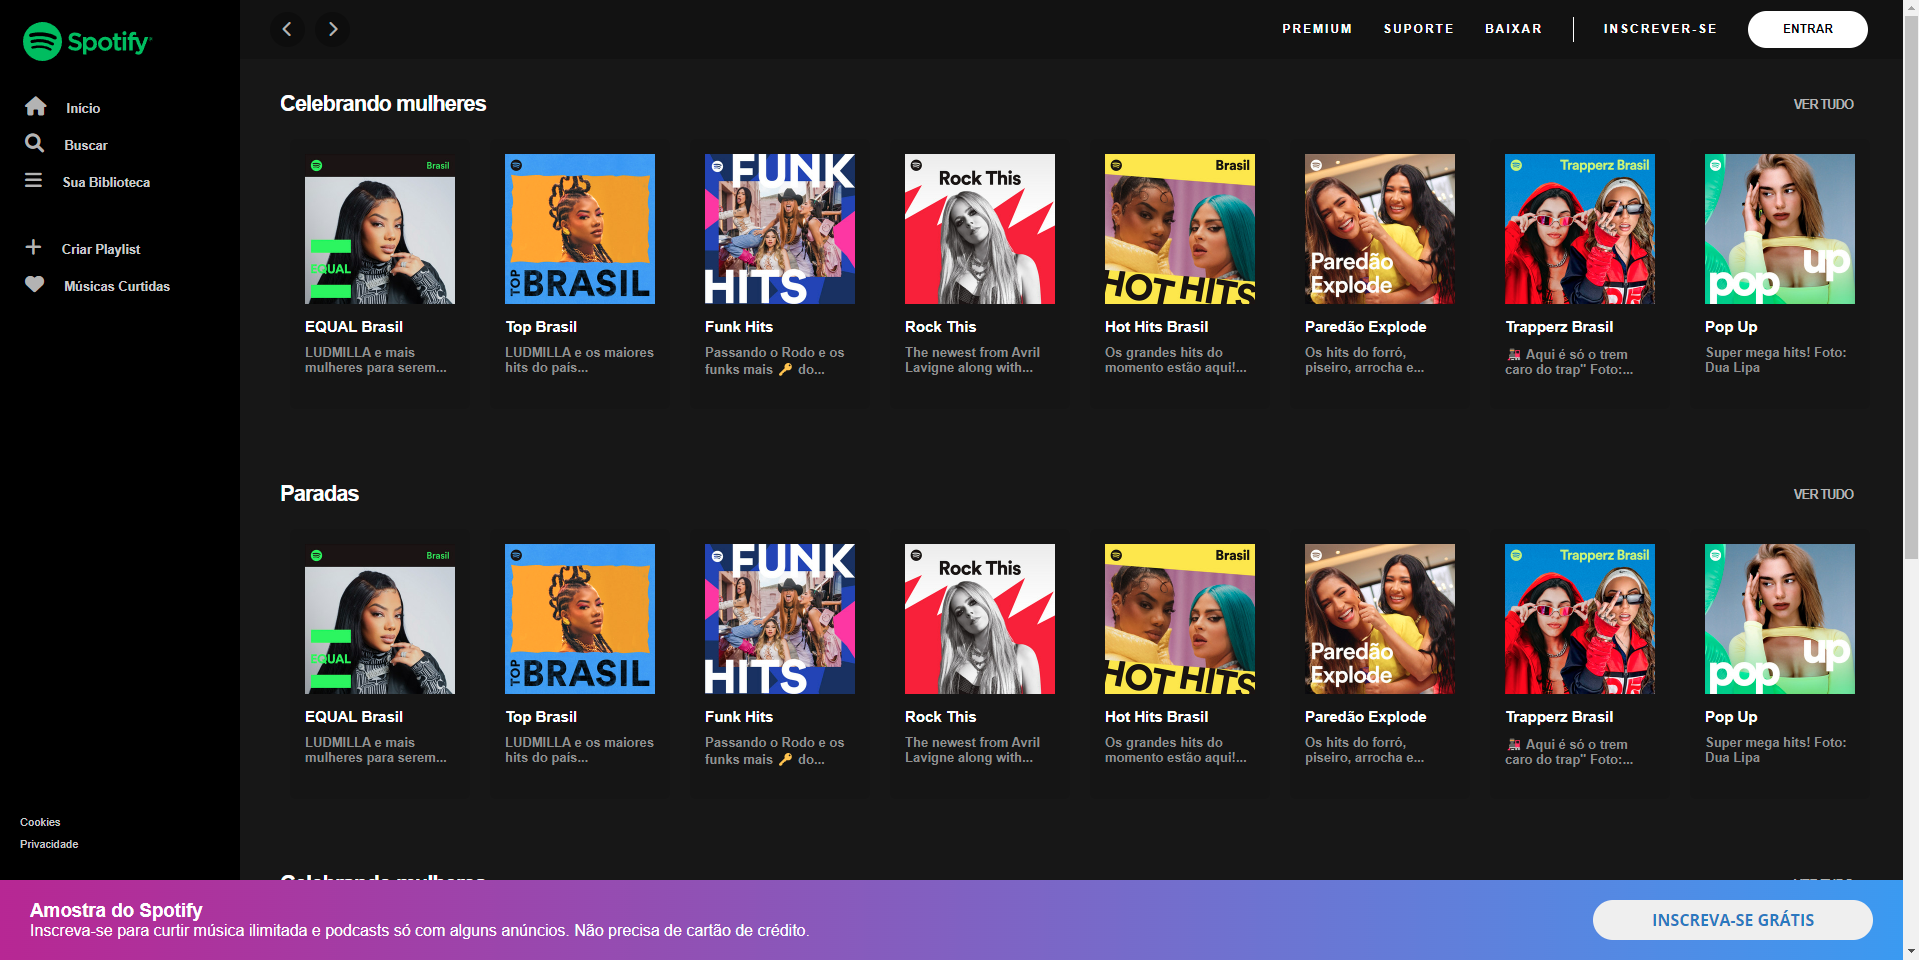 Spotify
Início
Buscar
Sua Biblioteca
Criar Playlist
Músicas Curtidas
Cookies
Privacidade
PREMIUM
SUPORTE
BAIXAR
INSCREVER-SE
ENTRAR
Celebrando mulheres
VER TUDO
Brasil
EQUAL
EQUAL Brasil
LUDMILLA e mais
mulheres para serem...
TOP BRASIL
Top Brasil
LUDMILLA e os maiores
hits do país...
FUNK
HITS
Funk Hits
Passando o Rodo e os
funks mais 🔑 do...
Rock This
Rock This
The newest from Avril
Lavigne along with...
Brasil
HOT HITS
Hot Hits Brasil
Os grandes hits do
momento estão aqui!...
Paredão
Explode
Paredão Explode
Os hits do forró,
piseiro, arrocha e...
Trapperz Brasil
Trapperz Brasil
🚂 Aqui é só o trem
caro do trap" Foto:...
pop up
Pop Up
Super mega hits! Foto:
Dua Lipa
Paradas
VER TUDO
Brasil
EQUAL
EQUAL Brasil
LUDMILLA e mais
mulheres para serem...
TOP BRASIL
Top Brasil
LUDMILLA e os maiores
hits do país...
FUNK
HITS
Funk Hits
Passando o Rodo e os
funks mais 🔑 do...
Rock This
Rock This
The newest from Avril
Lavigne along with...
Brasil
HOT HITS
Hot Hits Brasil
Os grandes hits do
momento estão aqui!...
Paredão
Explode
Paredão Explode
Os hits do forró,
piseiro, arrocha e...
Trapperz Brasil
Trapperz Brasil
🚂 Aqui é só o trem
caro do trap" Foto:...
pop up
Pop Up
Super mega hits! Foto:
Dua Lipa
Celebrando mulheres
VER TUDO
Amostra do Spotify
Inscreva-se para curtir música ilimitada e podcasts só com alguns anúncios. Não precisa de cartão de crédito.
INSCREVA-SE GRÁTIS